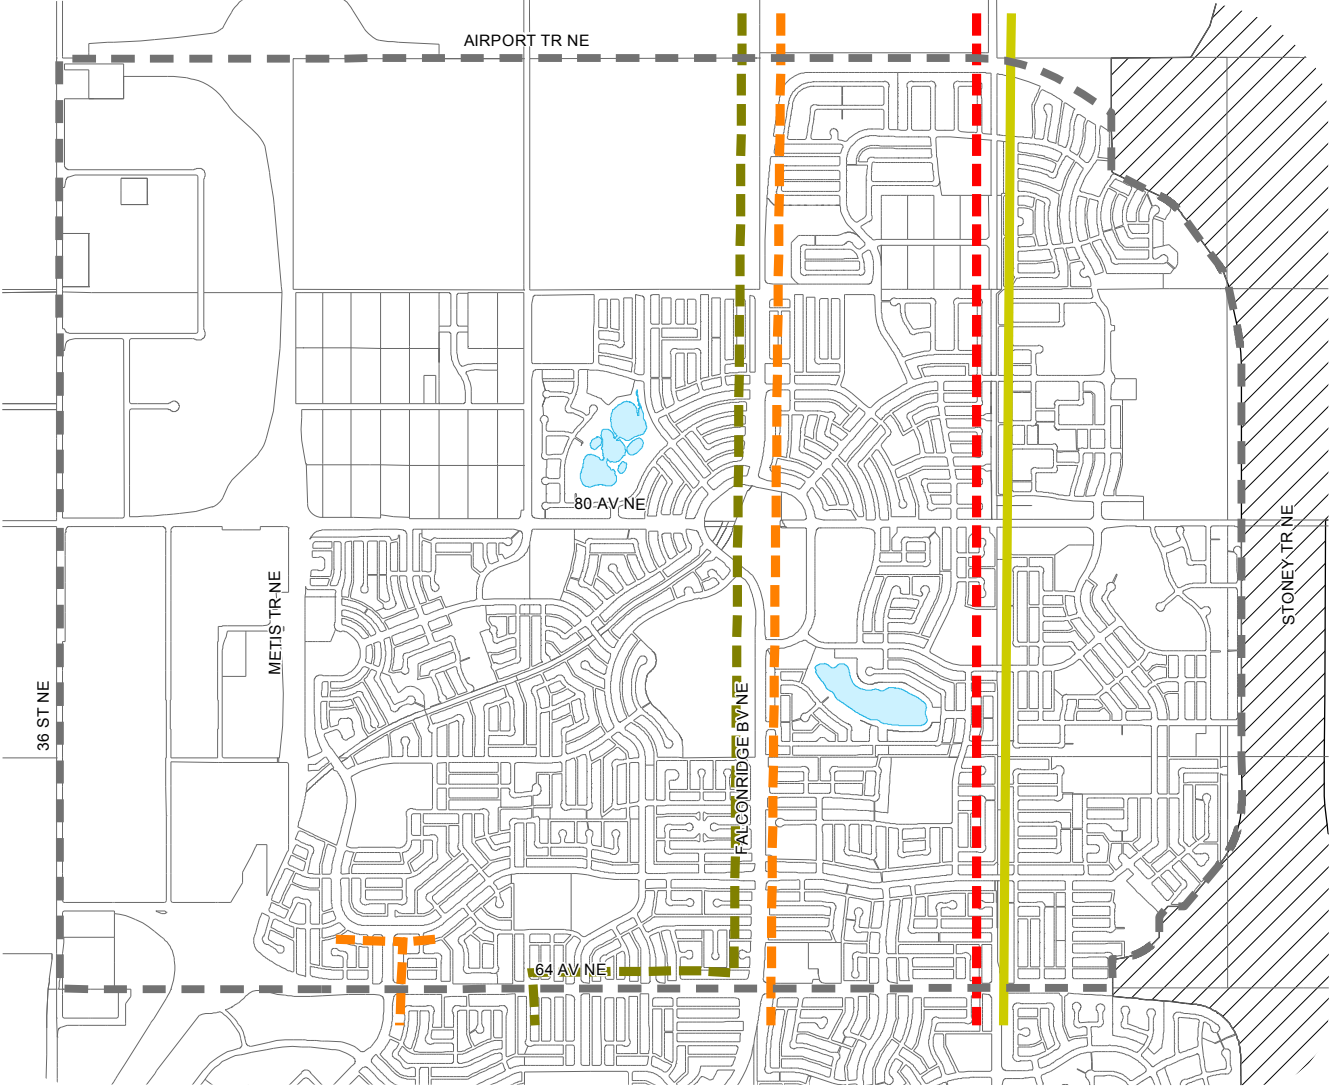 AIRPORT TR NE
80 AV NE
STONEY TR NE
METIS TR NE
36 ST NE
FALCONRIDGE BV NE
64 AV NE